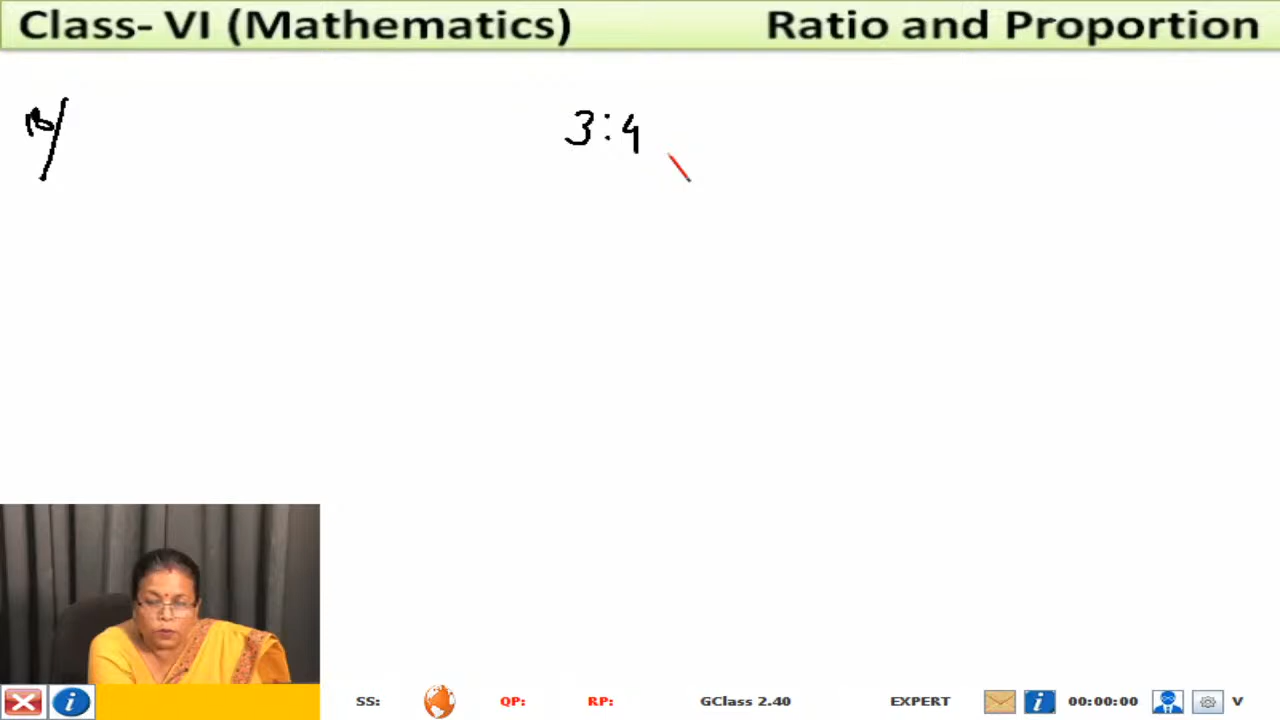 Class- VI (Mathematics) Ratio and Proportion
3:4
SS: QP: RP: GClass 2.40 EXPERT 00:00:00 V